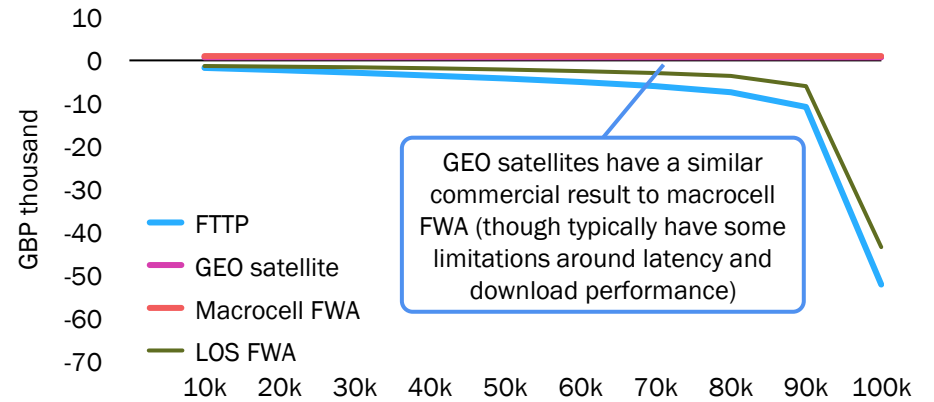 10
0
-10
-20
-30
-40
-50
-60
-70
GBP thousand
GEO satellites have a similar
commercial result to macrocell
FWA (though typically have some
limitations around latency and
download performance)
FTTP
GEO satellite
Macrocell FWA
LOS FWA
10k 20k 30k 40k 50k 60k 70k 80k 90k 100k